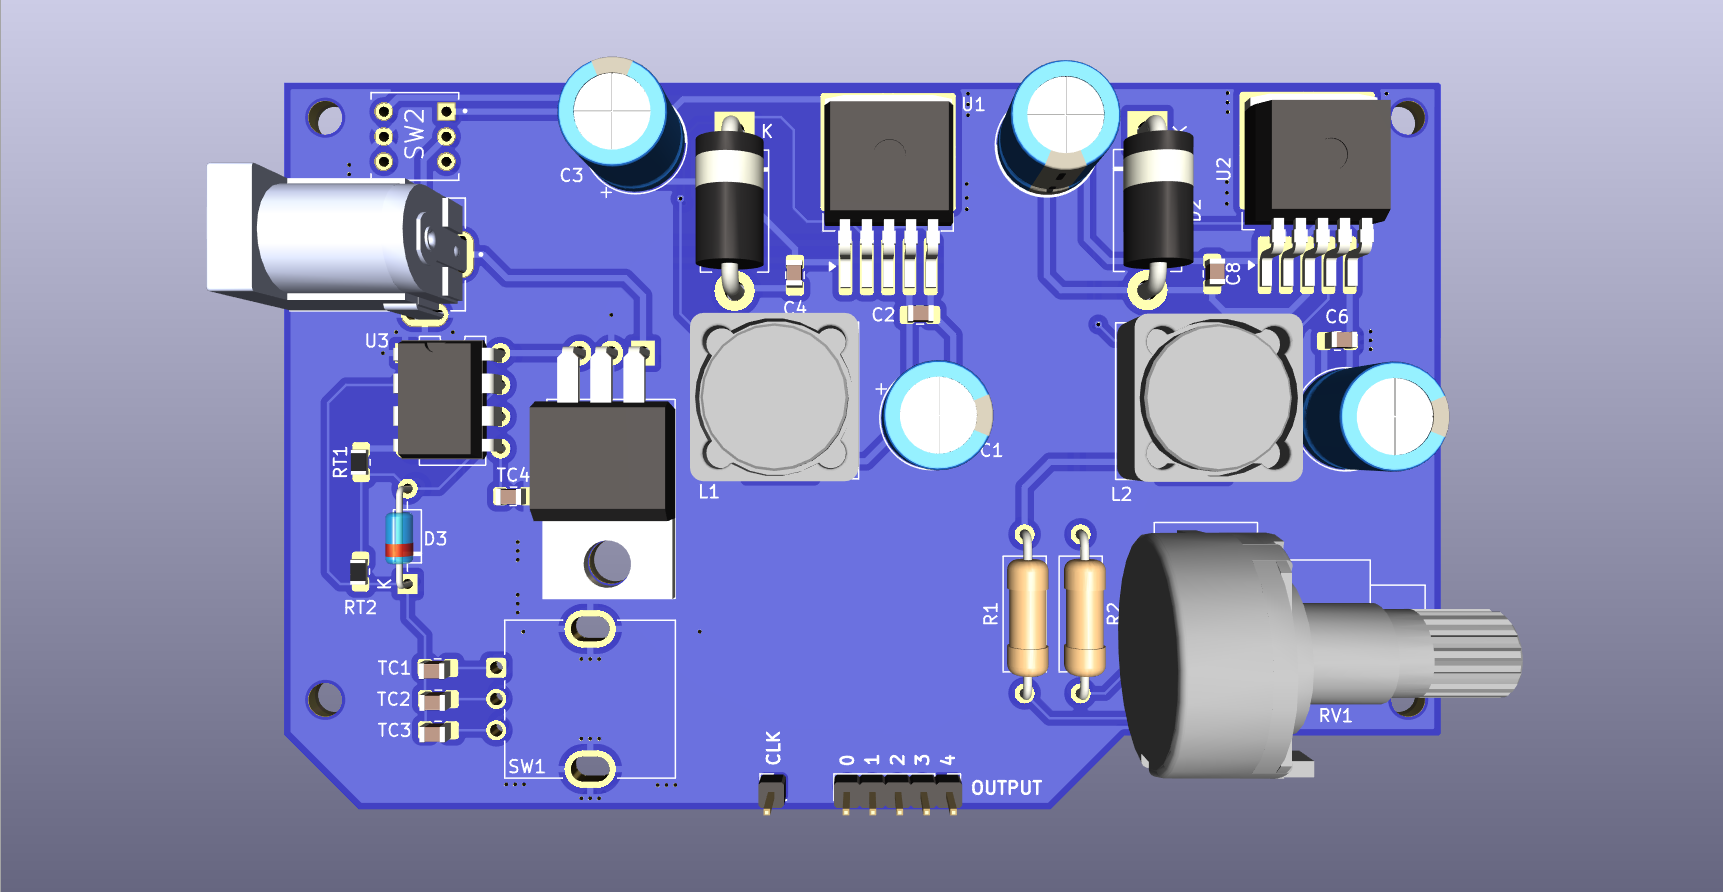 SW2
C3
+
K
U1
K
U2
D2
C4
C2
C8
C6
U3
+
C1
RT1
TC4
L1
L2
D3
K
RT2
R1
R2
TC1
TC2
TC3
RV1
SW1
CLK
0 1 2 3 4
OUTPUT